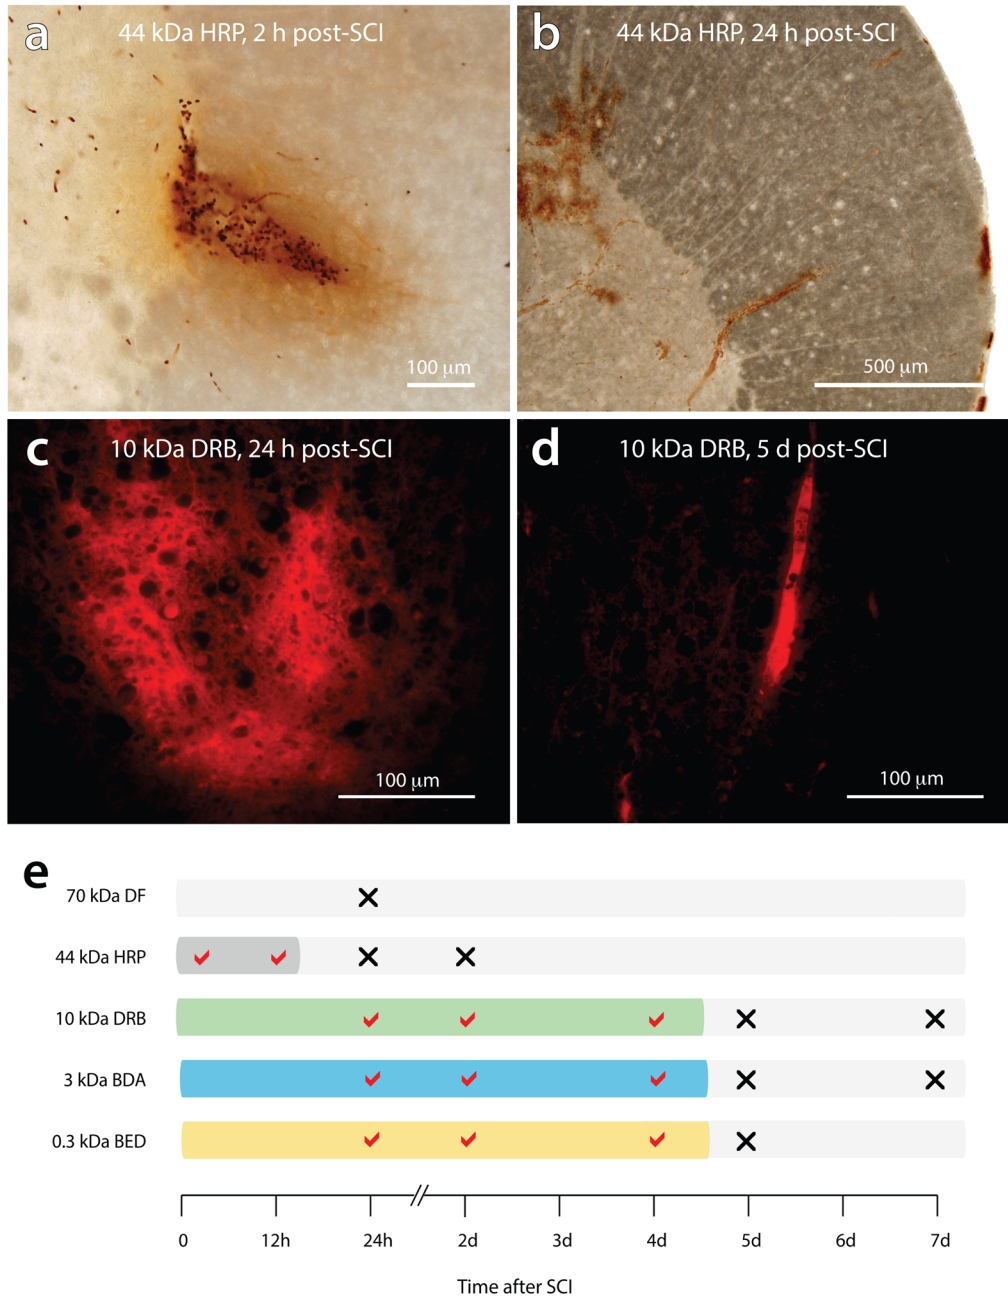 a
44 kDa HRP, 2 h post-SCI
100 µm
b
44 kDa HRP, 24 h post-SCI
500 µm
c
10 kDa DRB, 24 h post-SCI
100 µm
d
10 kDa DRB, 5 d post-SCI
100 µm
e
70 kDa DF
44 kDa HRP
10 kDa DRB
3 kDa BDA
0.3 kDa BED
0 12h 24h 2d 3d 4d 5d 6d 7d
Time after SCI